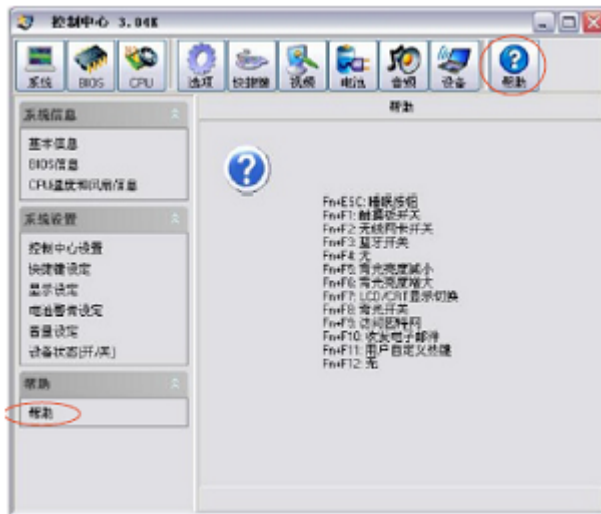 控制中心 3.04K
系统 BIOS CPU 选项 快捷键 视频 电池 音频 设备 帮助
系统信息
基本信息
BIOS信息
CPU温度和风扇信息
系统设置
控制中心设置
快捷键设定
显示设定
电池警告设定
音量设定
设备状态(开/关)
帮助
帮助
帮助
Fn+ESC: 睡眠按钮
Fn+F1: 触摸板开关
Fn+F2: 无线网卡开关
Fn+F3: 蓝牙开关
Fn+F4: 无
Fn+F5: 背光亮度减小
Fn+F6: 背光亮度增大
Fn+F7: LCD/CRT显示切换
Fn+F8: 背光开关
Fn+F9: 访问因特网
Fn+F10: 收发电子邮件
Fn+F11: 用户自定义热键
Fn+F12: 无